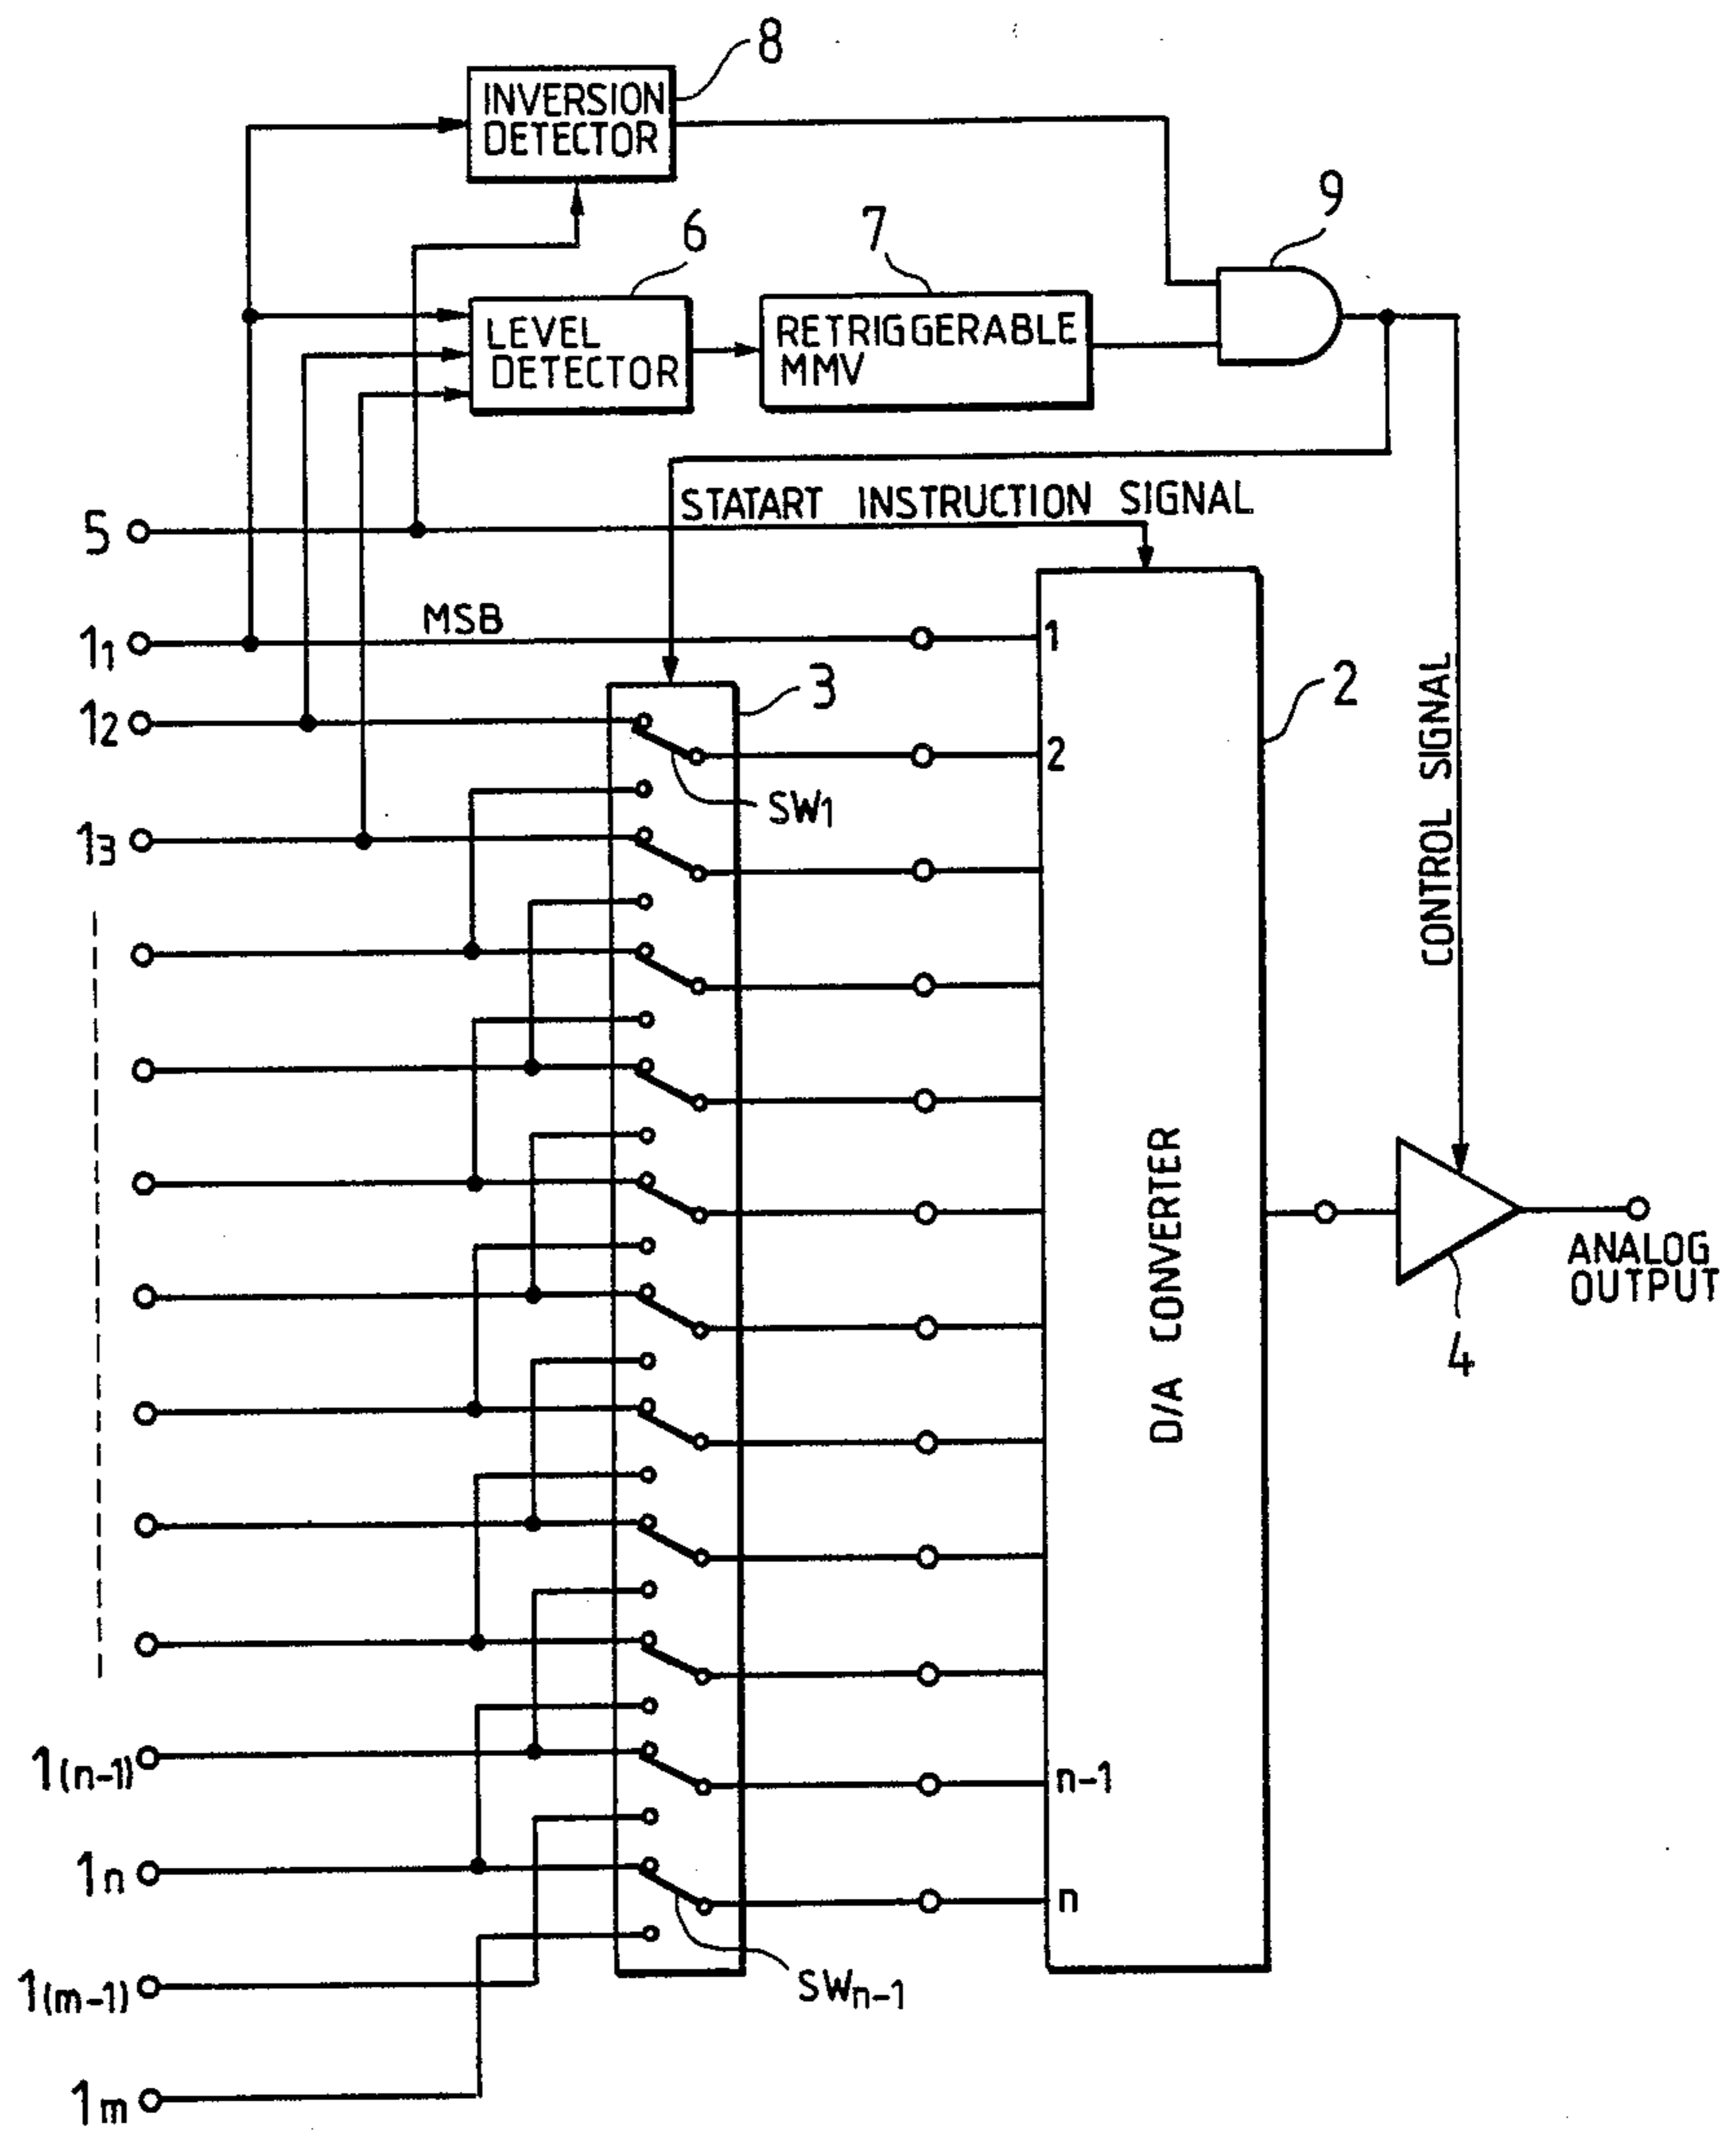 8
INVERSION
DETECTOR
9
6
7
LEVEL
DETECTOR
RETRIGGERABLE
MMV
STATART INSTRUCTION SIGNAL
5
MSB
1₁
1
3
2
1₂
2
SW₁
1₃
CONTROL SIGNAL
D/A CONVERTER
ANALOG
OUTPUT
4
1(n-1)
n-1
1n
n
SWn-1
1(m-1)
1m